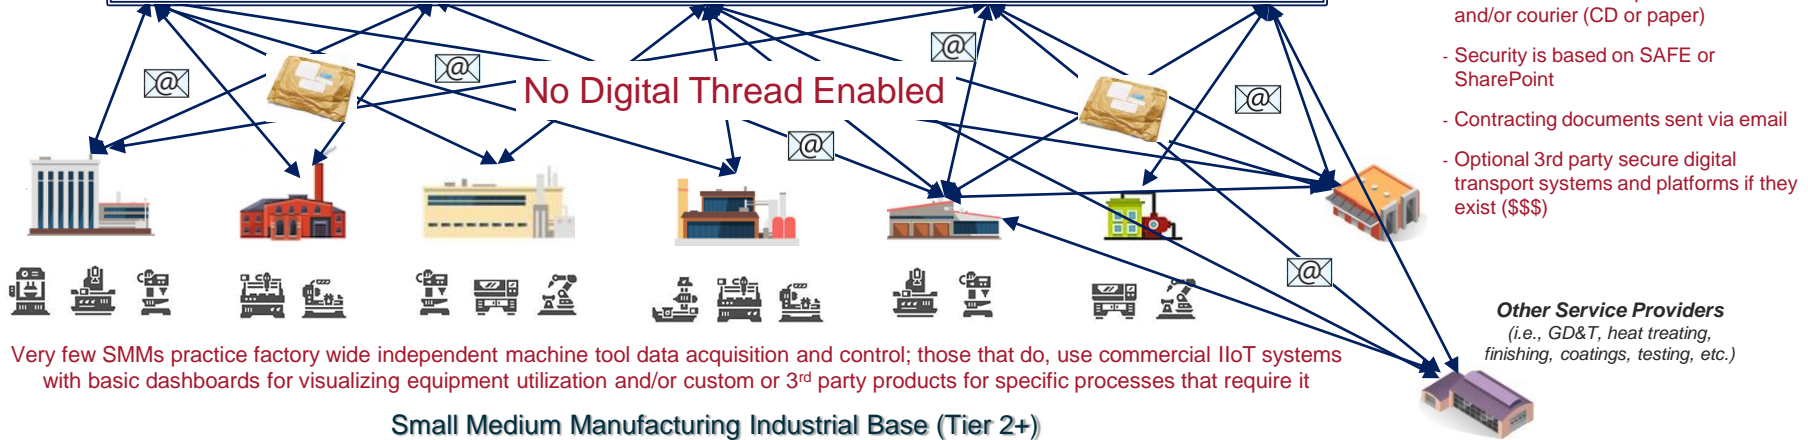 and/or courier (CD or paper)
- Security is based on SAFE or
SharePoint
- Contracting documents sent via email
- Optional 3rd party secure digital
transport systems and platforms if they
exist ($$$)
@
@
@
@
@
@
No Digital Thread Enabled
Other Service Providers
(i.e., GD&T, heat treating,
finishing, coatings, testing, etc.)
Very few SMMs practice factory wide independent machine tool data acquisition and control; those that do, use commercial IIoT systems
with basic dashboards for visualizing equipment utilization and/or custom or 3rd party products for specific processes that require it
Small Medium Manufacturing Industrial Base (Tier 2+)